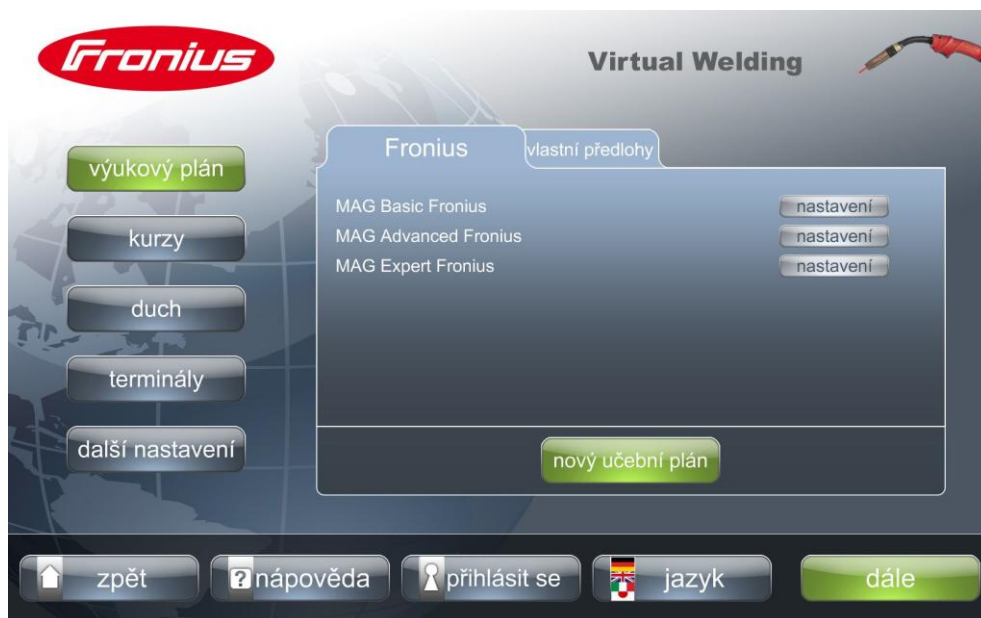 Fronius
Virtual Welding
výukový plán
kurzy
duch
terminály
další nastavení
Fronius
vlastní předlohy
MAG Basic Fronius nastavení
MAG Advanced Fronius nastavení
MAG Expert Fronius nastavení
nový učební plán
zpět
? nápověda
přihlásit se
jazyk
dále